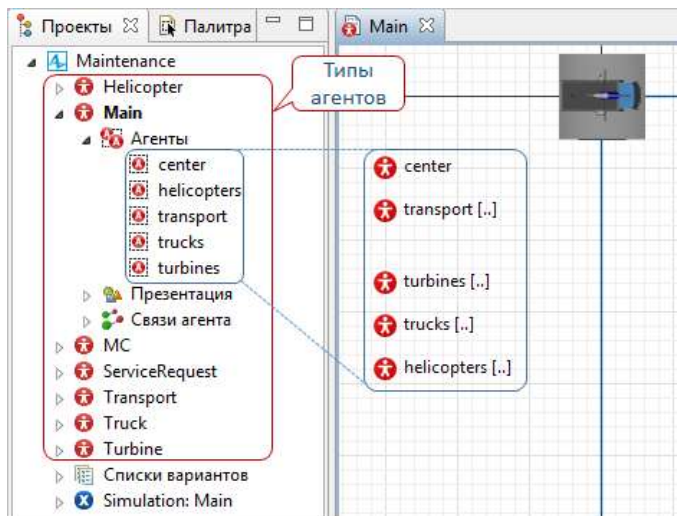 Проекты
Палитра
Main
Maintenance
Helicopter
Main
Агенты
center
helicopters
transport
trucks
turbines
Презентация
Связи агента
MC
ServiceRequest
Transport
Truck
Turbine
Списки вариантов
Simulation: Main
Типы
агентов
center
transport [..]
turbines [..]
trucks [..]
helicopters [..]